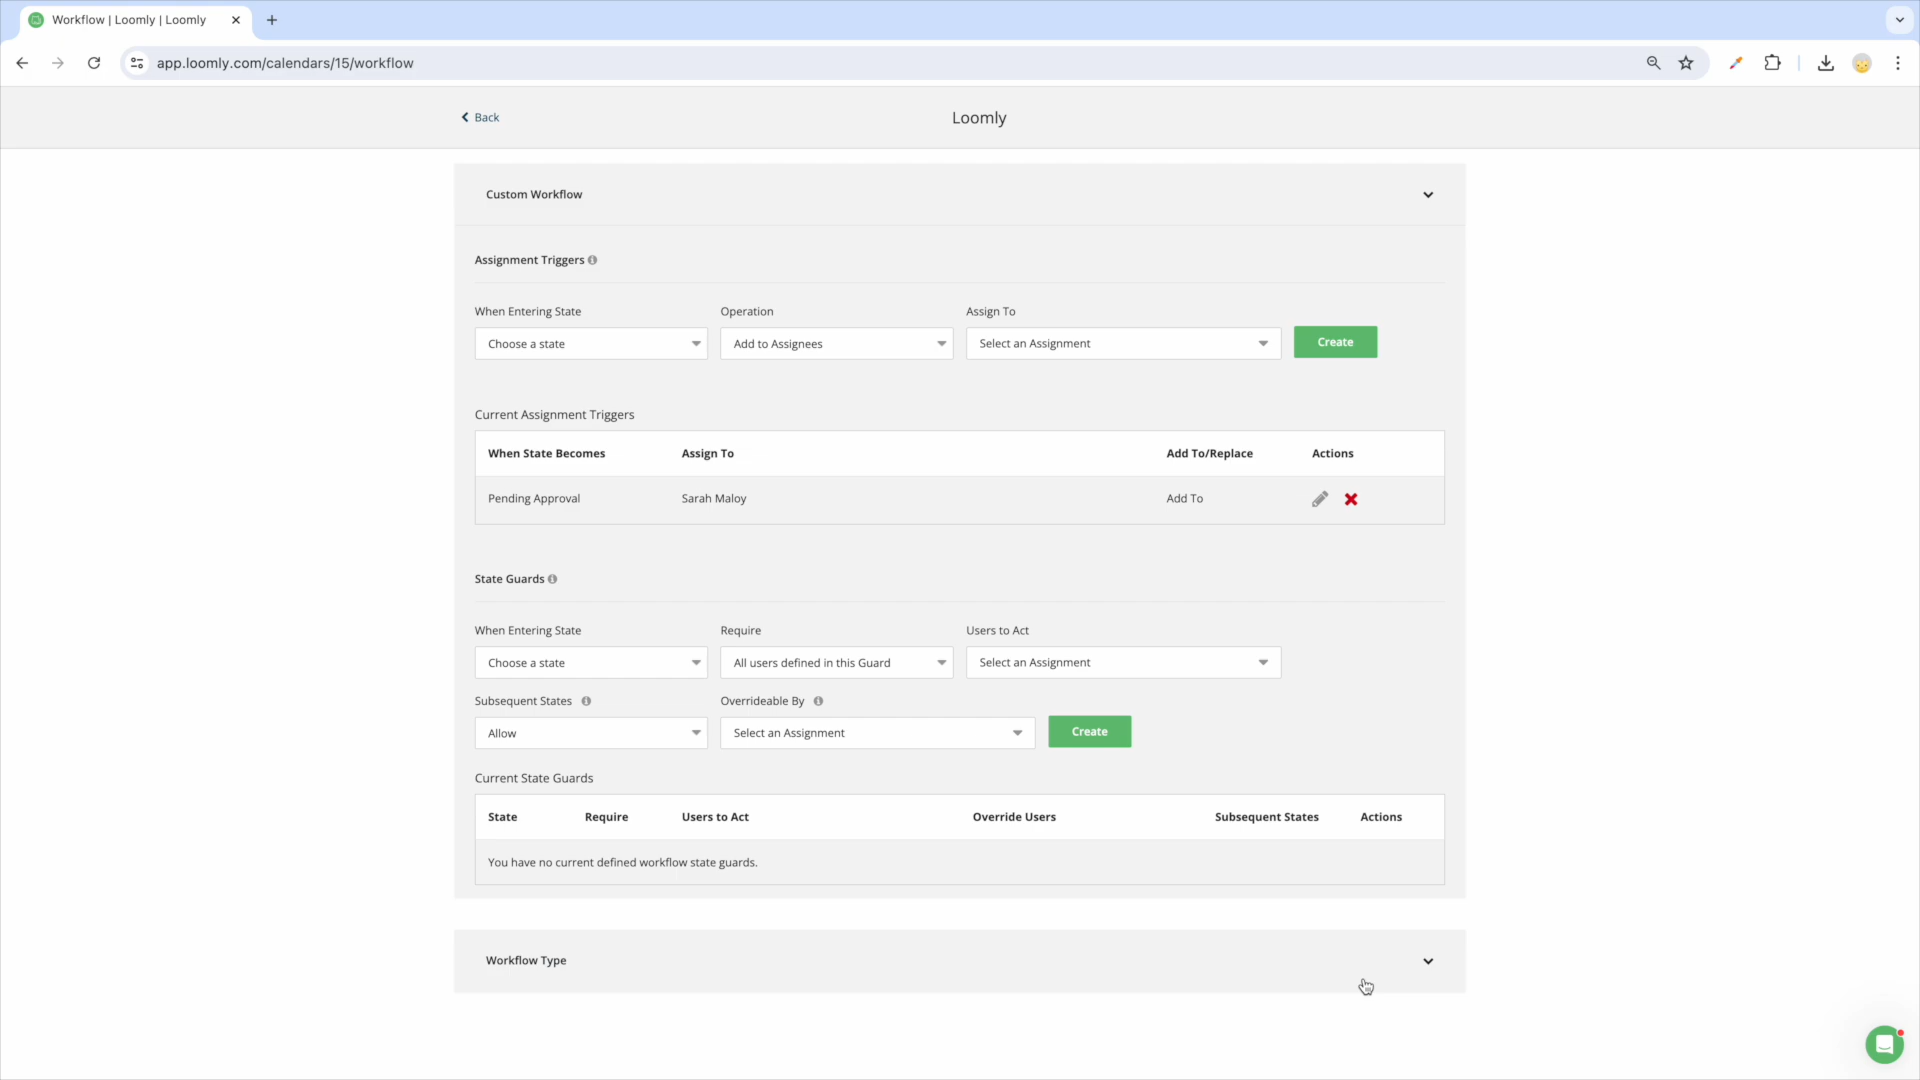 Workflow | Loomly | Loomly
app.loomly.com/calendars/15/workflow
Back
Loomly
Custom Workflow
Assignment Triggers
When Entering State Operation Assign To
Choose a state Add to Assignees Select an Assignment Create
Current Assignment Triggers
When State Becomes Assign To Add To/Replace Actions
Pending Approval Sarah Maloy Add To
State Guards
When Entering State Require Users to Act
Choose a state All users defined in this Guard Select an Assignment
Subsequent States Overrideable By
Allow Select an Assignment Create
Current State Guards
State Require Users to Act Override Users Subsequent States Actions
You have no current defined workflow state guards.
Workflow Type